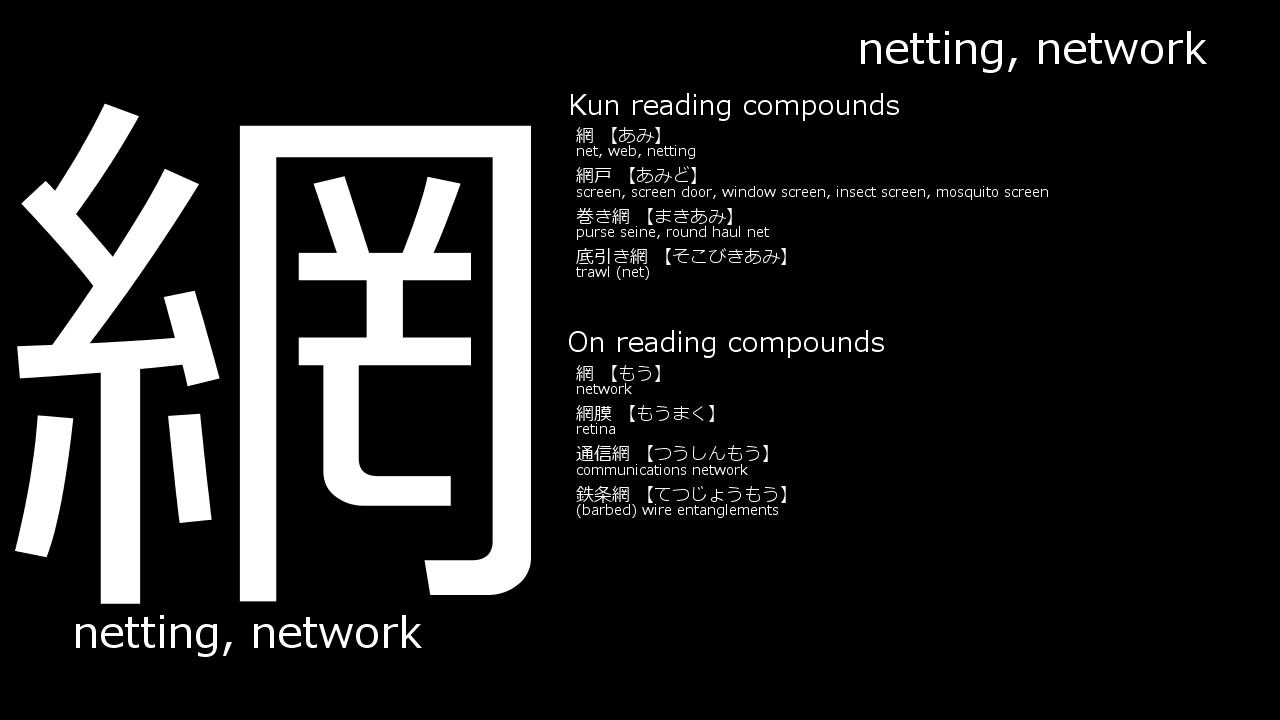 netting, network
網
netting, network
Kun reading compounds
網 【あみ】
net, web, netting
網戸 【あみど】
screen, screen door, window screen, insect screen, mosquito screen
巻き網 【まきあみ】
purse seine, round haul net
底引き網 【そこびきあみ】
trawl (net)
On reading compounds
網 【もう】
network
網膜 【もうまく】
retina
通信網 【つうしんもう】
communications network
鉄条網 【てつじょうもう】
(barbed) wire entanglements